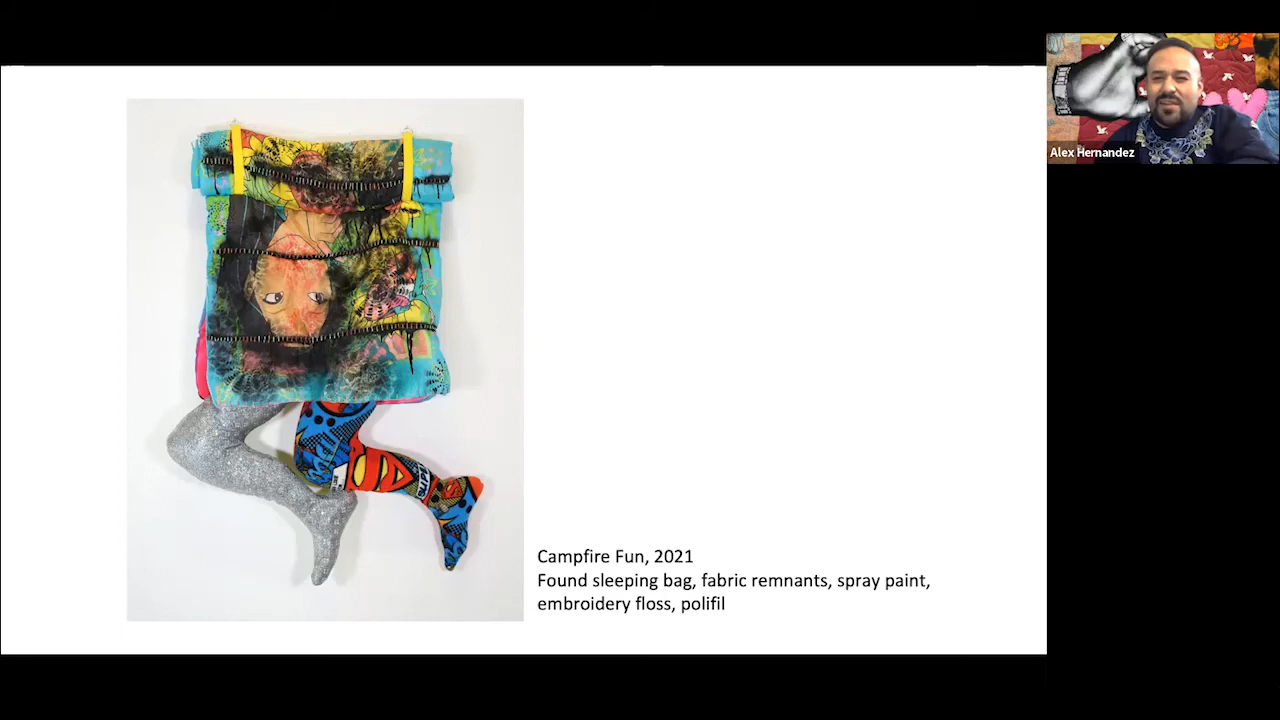 Alex Hernandez
Campfire Fun, 2021
Found sleeping bag, fabric remnants, spray paint,
embroidery floss, polifil